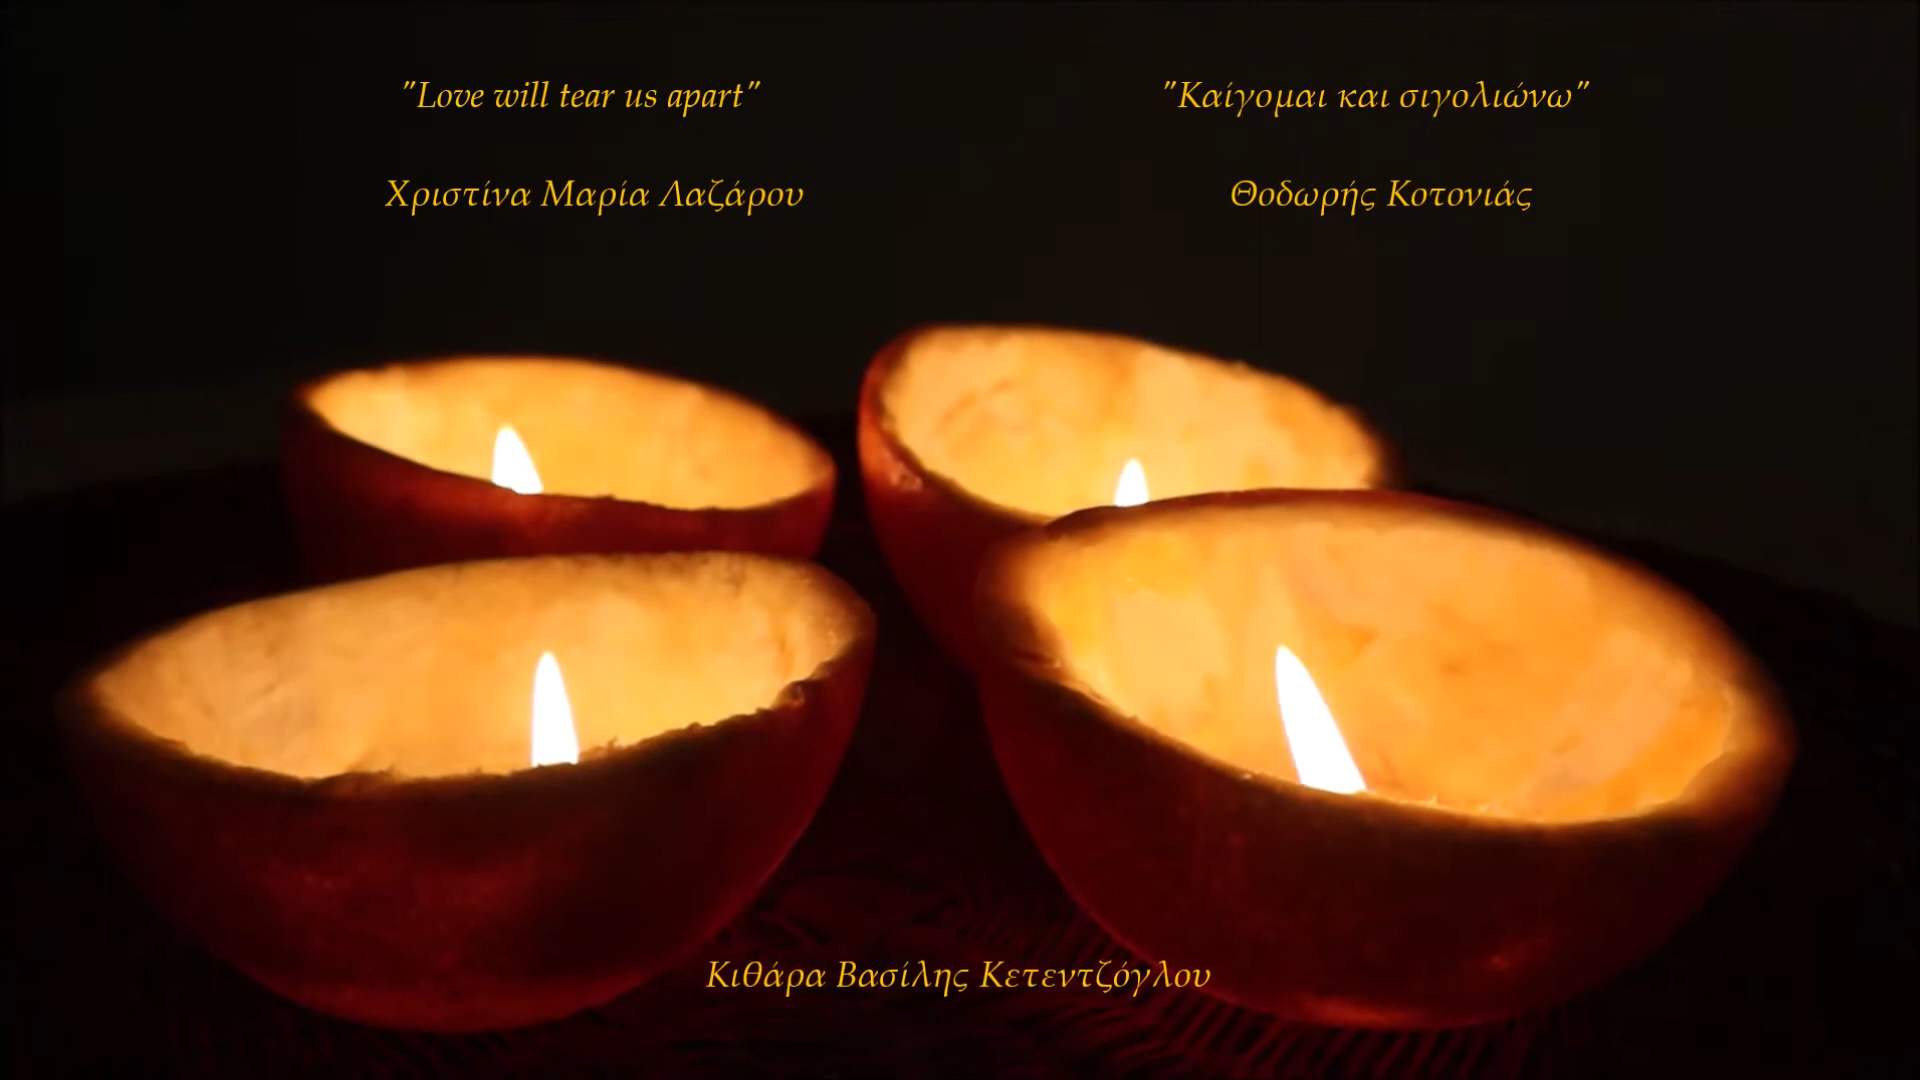 "Love will tear us apart"
Χριστίνα Μαρία Λαζάρου
"Καίγομαι και σιγολιώνω"
Θοδωρής Κοτονιάς
Κιθάρα Βασίλης Κετεντζόγλου